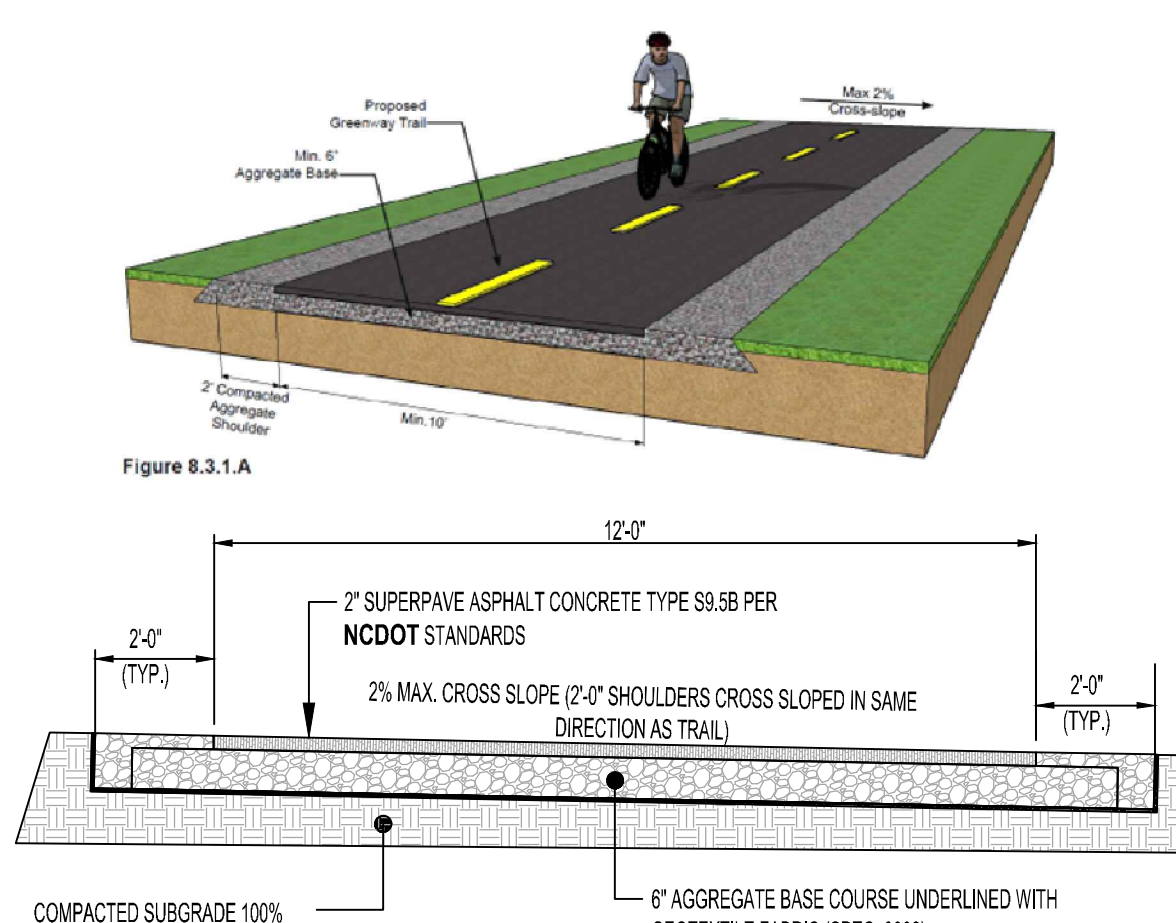 Max 2%
Cross-slope
Proposed
Greenway Trail
Min. 6"
Aggregate Base
2' Compacted
Aggregate
Shoulder
Min. 10'
Figure 8.3.1.A
12'-0"
2" SUPERPAVE ASPHALT CONCRETE TYPE S9.5B PER
NCDOT STANDARDS
2'-0"
(TYP.)
2% MAX. CROSS SLOPE (2'-0" SHOULDERS CROSS SLOPED IN SAME
DIRECTION AS TRAIL)
2'-0"
(TYP.)
6" AGGREGATE BASE COURSE UNDERLINED WITH
COMPACTED SUBGRADE 100%
GEOTEXTILE FABRIC